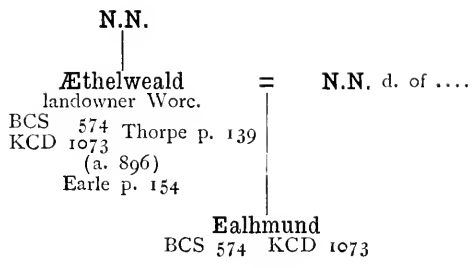 N.N.
Æthelweald = N.N. d. of ....
landowner Worc.
BCS 574 Thorpe p. 139
KCD 1073
(a. 896)
Earle p. 154
Ealhmund
BCS 574 KCD 1073